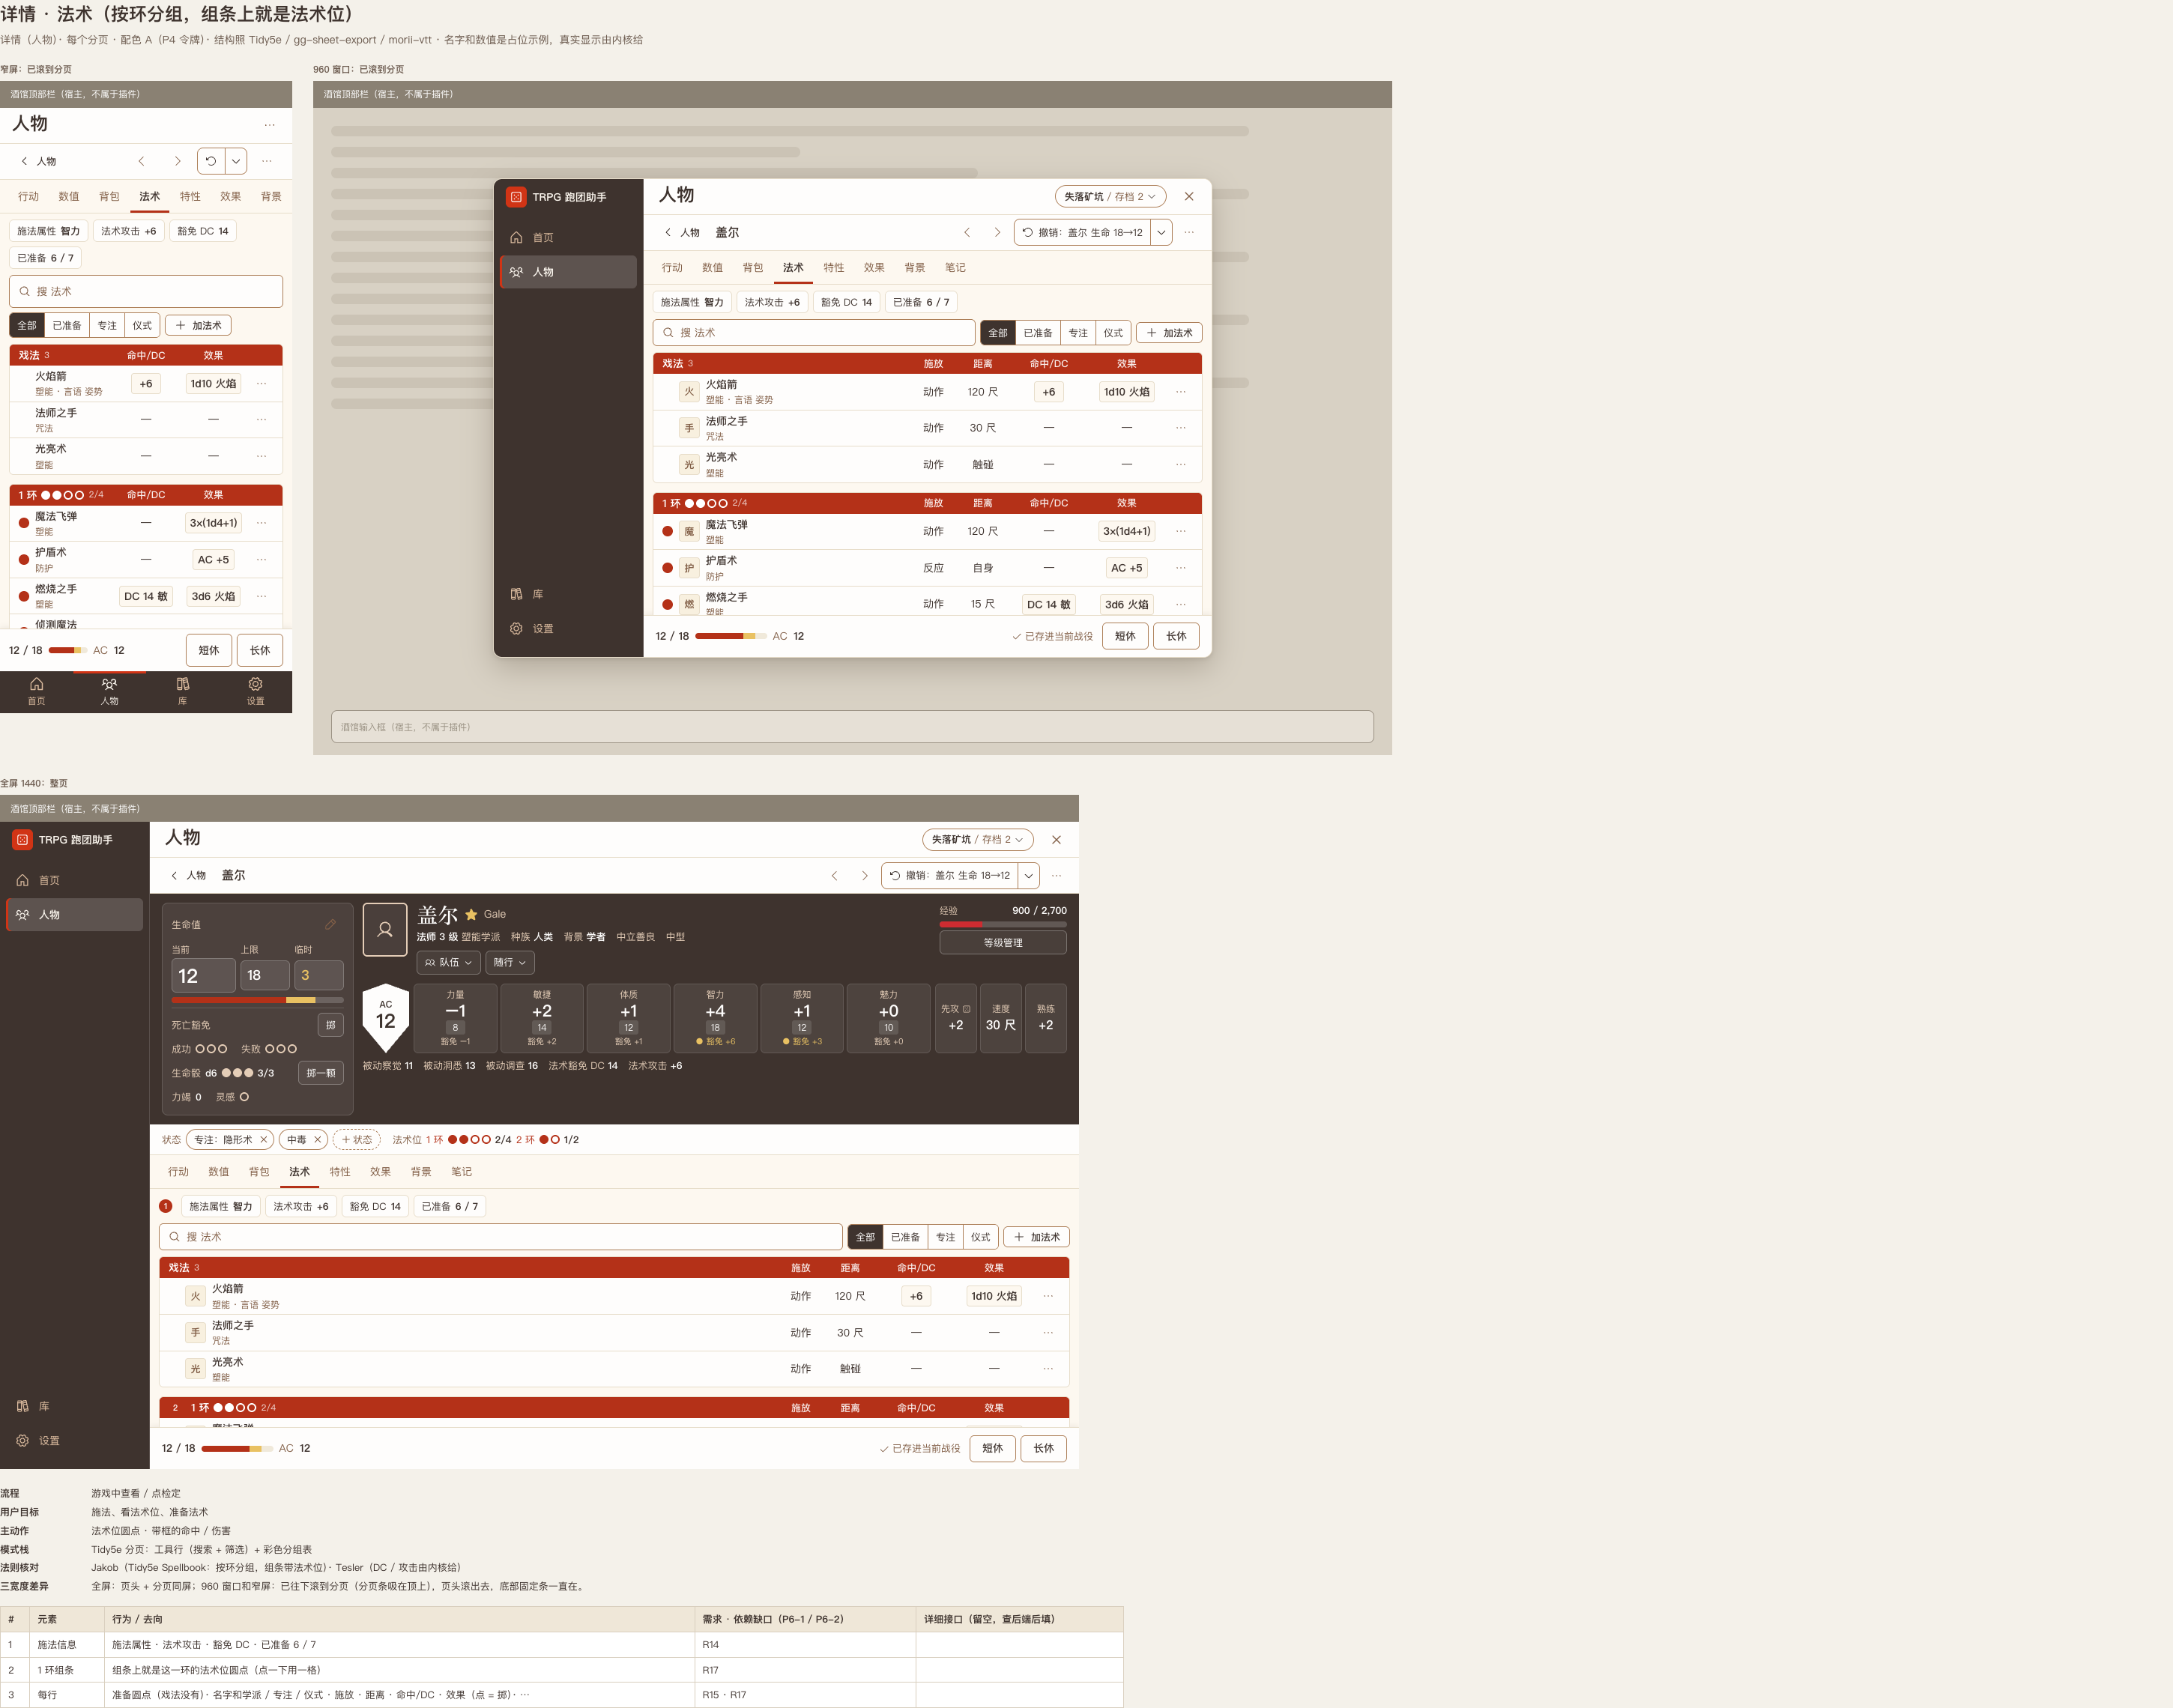 详情 · 法术（按环分组，组条上就是法术位）
详情（人物）· 每个分页 · 配色 A（P4 令牌）· 结构照 Tidy5e / gg-sheet-export / morii-vtt · 名字和数值是占位示例，真实显示由内核给
窄屏：已滚到分页
酒馆顶部栏（宿主，不属于插件）
人物
···
人物
···
行动 数值 背包 法术 特性 效果 背景
施法属性 智力 法术攻击 +6 豁免 DC 14
已准备 6 / 7
搜 法术
全部 已准备 专注 仪式 加法术
戏法 3 命中/DC 效果
火焰箭
塑能 · 言语 姿势
+6 1d10 火焰 ···
法师之手
咒法
— — ···
光亮术
塑能
— — ···
1 环 2/4 命中/DC 效果
魔法飞弹
塑能
— 3×(1d4+1) ···
护盾术
防护
— AC +5 ···
燃烧之手
塑能
DC 14 敏 3d6 火焰 ···
侦测魔法
12 / 18 AC 12 短休 长休
首页 人物 库 设置
960 窗口：已滚到分页
酒馆顶部栏（宿主，不属于插件）
TRPG 跑团助手
首页
人物
库
设置
人物
失落矿坑 / 存档 2
人物 盖尔
撤销：盖尔 生命 18→12 ···
行动 数值 背包 法术 特性 效果 背景 笔记
施法属性 智力 法术攻击 +6 豁免 DC 14 已准备 6 / 7
搜 法术 全部 已准备 专注 仪式 加法术
戏法 3 施放 距离 命中/DC 效果
火 火焰箭 动作 120 尺 +6 1d10 火焰 ···
塑能 · 言语 姿势
手 法师之手 动作 30 尺 — — ···
咒法
光 光亮术 动作 触碰 — — ···
塑能
1 环 2/4 施放 距离 命中/DC 效果
魔 魔法飞弹 动作 120 尺 — 3×(1d4+1) ···
塑能
护 护盾术 反应 自身 — AC +5 ···
防护
燃 燃烧之手 动作 15 尺 DC 14 敏 3d6 火焰 ···
塑能
12 / 18 AC 12 已存进当前战役 短休 长休
酒馆输入框（宿主，不属于插件）
全屏 1440：整页
酒馆顶部栏（宿主，不属于插件）
TRPG 跑团助手
首页
人物
库
设置
人物
失落矿坑 / 存档 2
人物 盖尔
撤销：盖尔 生命 18→12 ···
生命值
当前 上限 临时
12 18 3
死亡豁免 掷
成功 失败
生命骰 d6 3/3 掷一颗
力竭 0 灵感
盖尔 Gale
法师 3 级 塑能学派 种族 人类 背景 学者 中立善良 中型
队伍 随行
经验 900 / 2,700
等级管理
AC 12
力量 −1 8 豁免 −1
敏捷 +2 14 豁免 +2
体质 +1 12 豁免 +1
智力 +4 18 豁免 +6
感知 +1 12 豁免 +3
魅力 +0 10 豁免 +0
先攻 +2
速度 30 尺
熟练 +2
被动察觉 11 被动洞悉 13 被动调查 16 法术豁免 DC 14 法术攻击 +6
状态 专注：隐形术 中毒 状态 法术位 1 环 2/4 2 环 1/2
行动 数值 背包 法术 特性 效果 背景 笔记
1 施法属性 智力 法术攻击 +6 豁免 DC 14 已准备 6 / 7
搜 法术 全部 已准备 专注 仪式 加法术
戏法 3 施放 距离 命中/DC 效果
火 火焰箭 动作 120 尺 +6 1d10 火焰 ···
塑能 · 言语 姿势
手 法师之手 动作 30 尺 — — ···
咒法
光 光亮术 动作 触碰 — — ···
塑能
2 1 环 2/4 施放 距离 命中/DC 效果
12 / 18 AC 12 已存进当前战役 短休 长休
流程 游戏中查看 / 点检定
用户目标 施法、看法术位、准备法术
主动作 法术位圆点 · 带框的命中 / 伤害
模式栈 Tidy5e 分页：工具行（搜索 + 筛选）+ 彩色分组表
法则核对 Jakob（Tidy5e Spellbook：按环分组，组条带法术位）· Tesler（DC / 攻击由内核给）
三宽度差异 全屏：页头 + 分页同屏；960 窗口和窄屏：已往下滚到分页（分页条吸在顶上），页头滚出去，底部固定条一直在。
# 元素 行为 / 去向 需求 · 依赖缺口（P6-1 / P6-2） 详细接口（留空，查后端后填）
1 施法信息 施法属性 · 法术攻击 · 豁免 DC · 已准备 6 / 7 R14
2 1 环组条 组条上就是这一环的法术位圆点（点一下用一格） R17
3 每行 准备圆点（戏法没有）· 名字和学派 / 专注 / 仪式 · 施放 · 距离 · 命中/DC · 效果（点 = 掷）· ··· R15 · R17